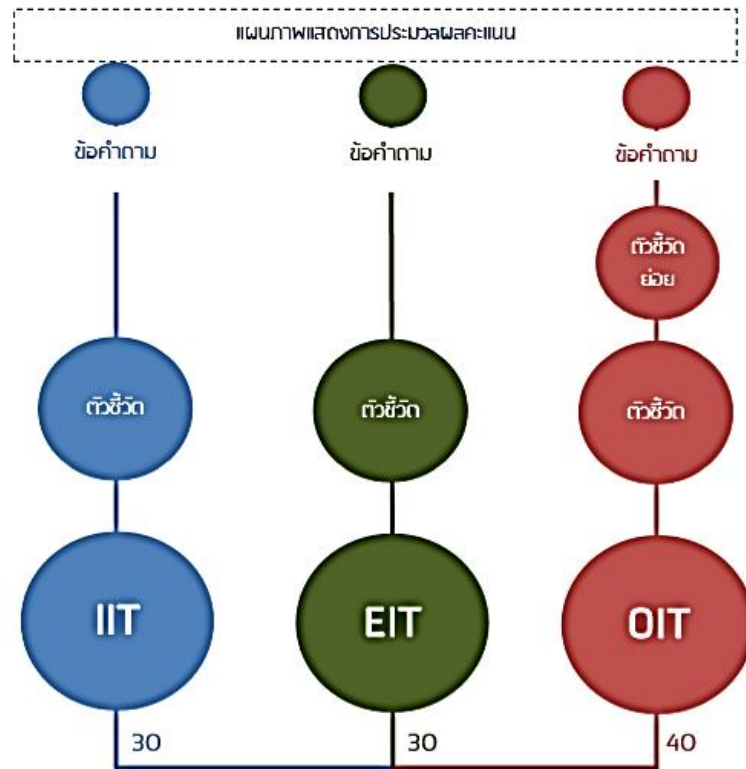 แผนภาพแสดงการประมวลผลคะแนน
ข้อคำถาม
ข้อคำถาม
ข้อคำถาม
ตัวชี้วัด
ย่อย
ตัวชี้วัด
ตัวชี้วัด
ตัวชี้วัด
IIT
EIT
OIT
30
30
40